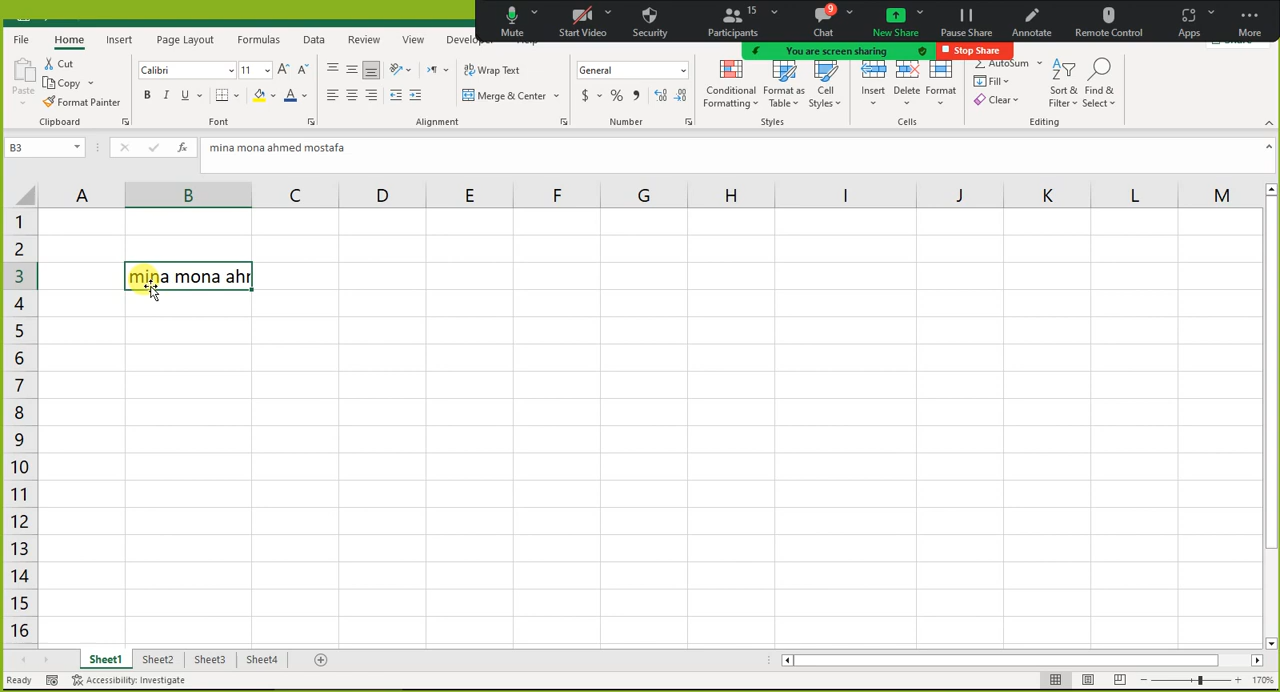 Mute
Start Video
Security
Participants 15
Chat 9
New Share
Pause Share
Annotate
Remote Control
Apps
More
You are screen sharing
Stop Share
File Home Insert Page Layout Formulas Data Review View
Paste
Cut
Copy
Format Painter
Clipboard
Calibri 11
B I U A
Font
Wrap Text
Merge & Center
Alignment
General
$ % 9
Number
Conditional Formatting
Format as Table
Cell Styles
Styles
Insert
Delete
Format
Cells
AutoSum
Fill
Clear
Sort & Filter
Find & Select
Editing
B3 fx mina mona ahmed mostafa
A B C D E F G H I J K L M
1
2
3 mina mona ahm
4
5
6
7
8
9
10
11
12
13
14
15
16
Sheet1 Sheet2 Sheet3 Sheet4
Ready Accessibility: Investigate 170%